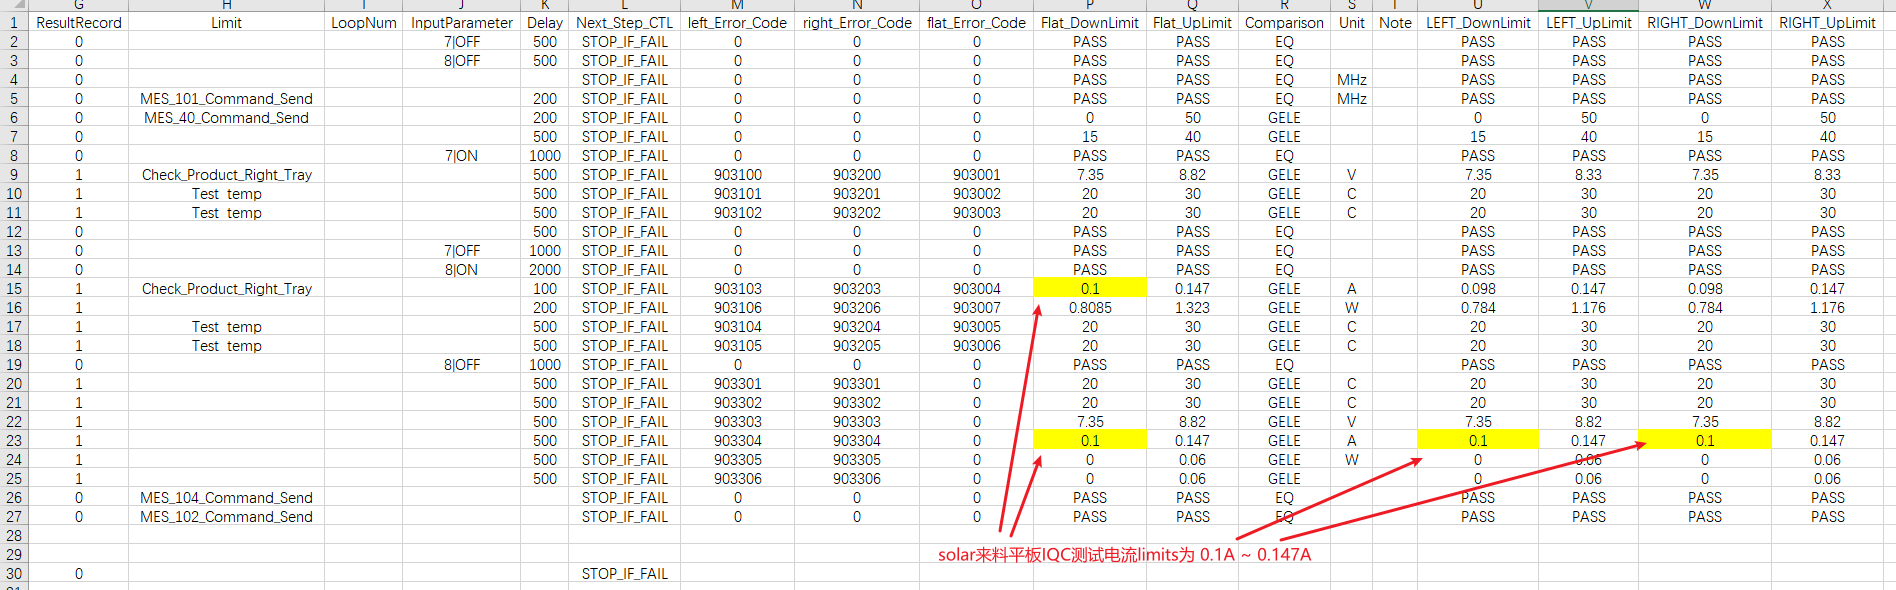 G H I J K L M N O P Q R S T U V W X
1 ResultRecord Limit LoopNum InputParameter Delay Next_Step_CTL left_Error_Code right_Error_Code flat_Error_Code Flat_DownLimit Flat_UpLimit Comparison Unit Note LEFT_DownLimit LEFT_UpLimit RIGHT_DownLimit RIGHT_UpLimit
2 0 7|OFF 500 STOP_IF_FAIL 0 0 0 PASS PASS EQ PASS PASS PASS PASS
3 0 8|OFF 500 STOP_IF_FAIL 0 0 0 PASS PASS EQ PASS PASS PASS PASS
4 0 STOP_IF_FAIL 0 0 0 PASS PASS EQ MHz PASS PASS PASS PASS
5 0 MES_101_Command_Send 200 STOP_IF_FAIL 0 0 0 PASS PASS EQ MHz PASS PASS PASS PASS
6 0 MES_40_Command_Send 200 STOP_IF_FAIL 0 0 0 0 50 GELE 0 50 0 50
7 0 500 STOP_IF_FAIL 0 0 0 15 40 GELE 15 40 15 40
8 0 7|ON 1000 STOP_IF_FAIL 0 0 0 PASS PASS EQ PASS PASS PASS PASS
9 1 Check_Product_Right_Tray 500 STOP_IF_FAIL 903100 903200 903001 7.35 8.82 GELE V 7.35 8.33 7.35 8.33
10 1 Test temp 500 STOP_IF_FAIL 903101 903201 903002 20 30 GELE C 20 30 20 30
11 1 Test temp 500 STOP_IF_FAIL 903102 903202 903003 20 30 GELE C 20 30 20 30
12 0 500 STOP_IF_FAIL 0 0 0 PASS PASS EQ PASS PASS PASS PASS
13 0 7|OFF 1000 STOP_IF_FAIL 0 0 0 PASS PASS EQ PASS PASS PASS PASS
14 0 8|ON 2000 STOP_IF_FAIL 0 0 0 PASS PASS EQ PASS PASS PASS PASS
15 1 Check_Product_Right_Tray 100 STOP_IF_FAIL 903103 903203 903004 0.1 0.147 GELE A 0.098 0.147 0.098 0.147
16 1 200 STOP_IF_FAIL 903106 903206 903007 0.8085 1.323 GELE W 0.784 1.176 0.784 1.176
17 1 Test temp 500 STOP_IF_FAIL 903104 903204 903005 20 30 GELE C 20 30 20 30
18 1 Test temp 500 STOP_IF_FAIL 903105 903205 903006 20 30 GELE C 20 30 20 30
19 0 8|OFF 1000 STOP_IF_FAIL 0 0 0 PASS PASS EQ PASS PASS PASS PASS
20 1 500 STOP_IF_FAIL 903301 903301 0 20 30 GELE C 20 30 20 30
21 1 500 STOP_IF_FAIL 903302 903302 0 20 30 GELE C 20 30 20 30
22 1 500 STOP_IF_FAIL 903303 903303 0 7.35 8.82 GELE V 7.35 8.82 7.35 8.82
23 1 500 STOP_IF_FAIL 903304 903304 0 0.1 0.147 GELE A 0.1 0.147 0.1 0.147
24 1 500 STOP_IF_FAIL 903305 903305 0 0 0.06 GELE W 0 0.06 0 0.06
25 1 500 STOP_IF_FAIL 903306 903306 0 0 0.06 GELE 0 0.06 0 0.06
26 0 MES_104_Command_Send STOP_IF_FAIL 0 0 0 PASS PASS EQ PASS PASS PASS PASS
27 0 MES_102_Command_Send STOP_IF_FAIL 0 0 0 PASS PASS EQ PASS PASS PASS PASS
28
29 solar来料平板IQC测试电流limits为 0.1A ~ 0.147A
30 0 STOP_IF_FAIL